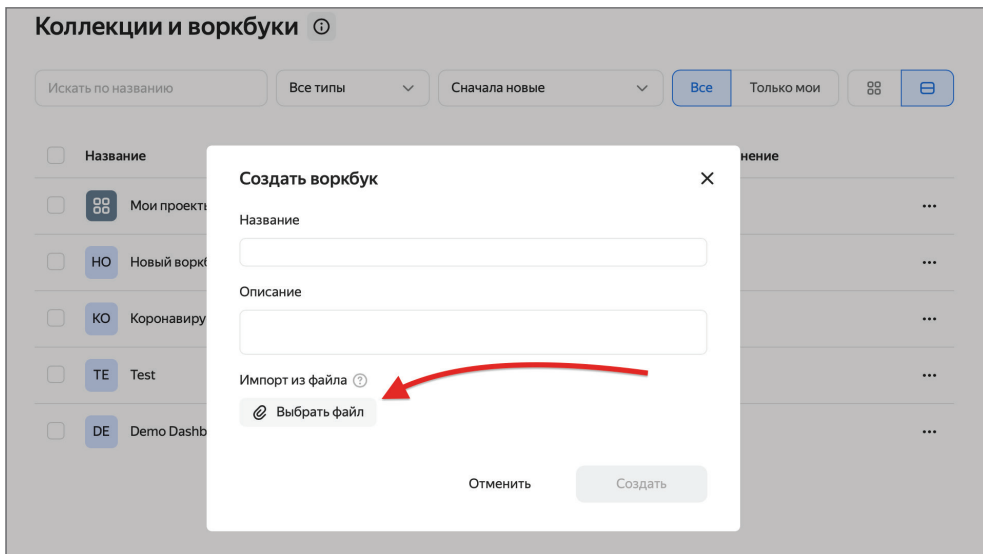 Коллекции и воркбуки
Искать по названию
Все типы
Сначала новые
Все
Только мои
Название
нение
Мои проекты
НО Новый воркб
КО Коронавиру
TE Test
DE Demo Dashb
Создать воркбук
Название
Описание
Импорт из файла
Выбрать файл
Отменить
Создать